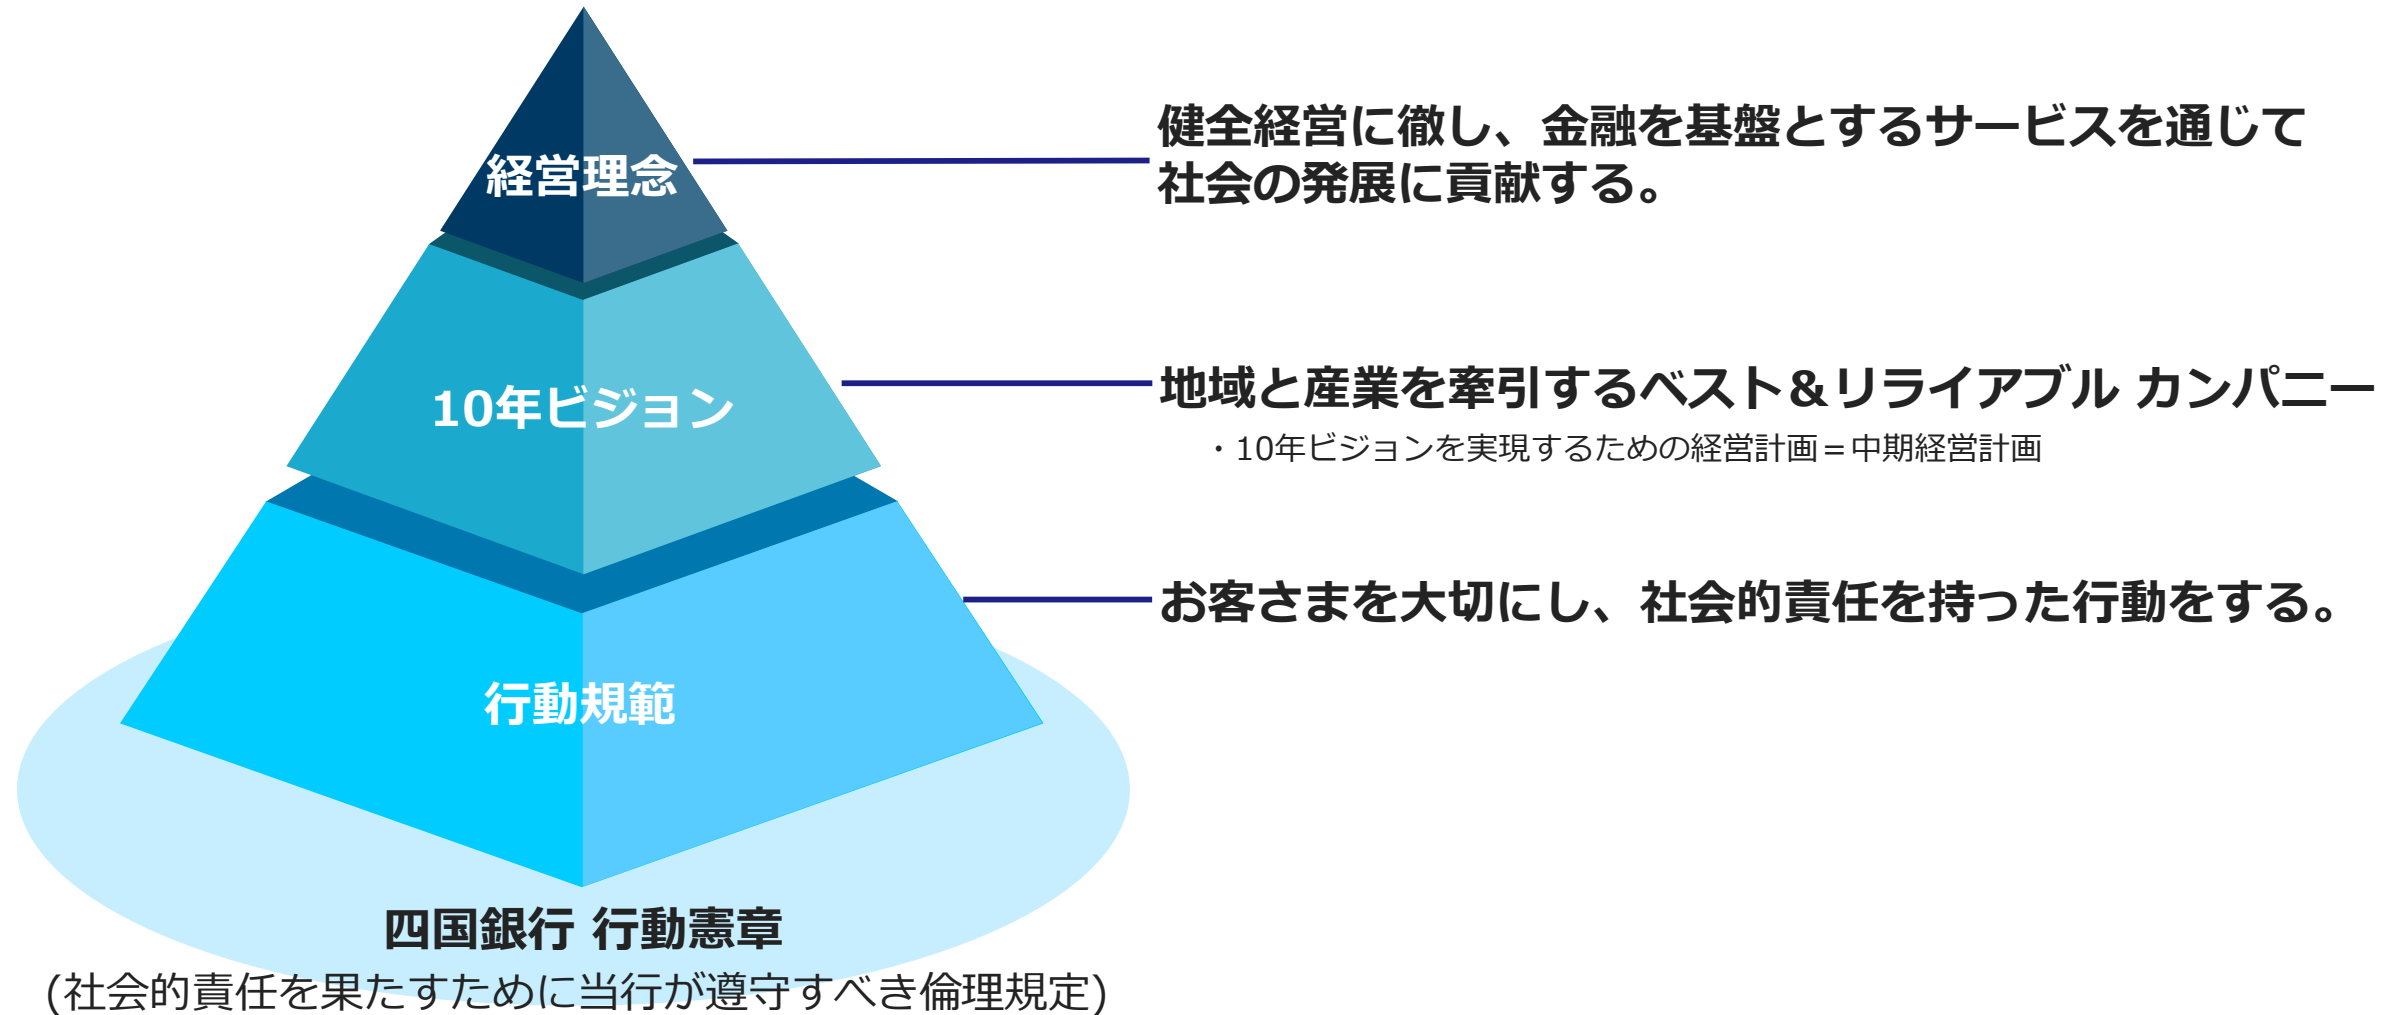 経営理念
健全経営に徹し、金融を基盤とするサービスを通じて
社会の発展に貢献する。
10年ビジョン
地域と産業を牽引するベスト＆リライアブル カンパニー
・10年ビジョンを実現するための経営計画＝中期経営計画
お客さまを大切にし、社会的責任を持った行動をする。
行動規範
四国銀行 行動憲章
(社会的責任を果たすために当行が遵守すべき倫理規定)